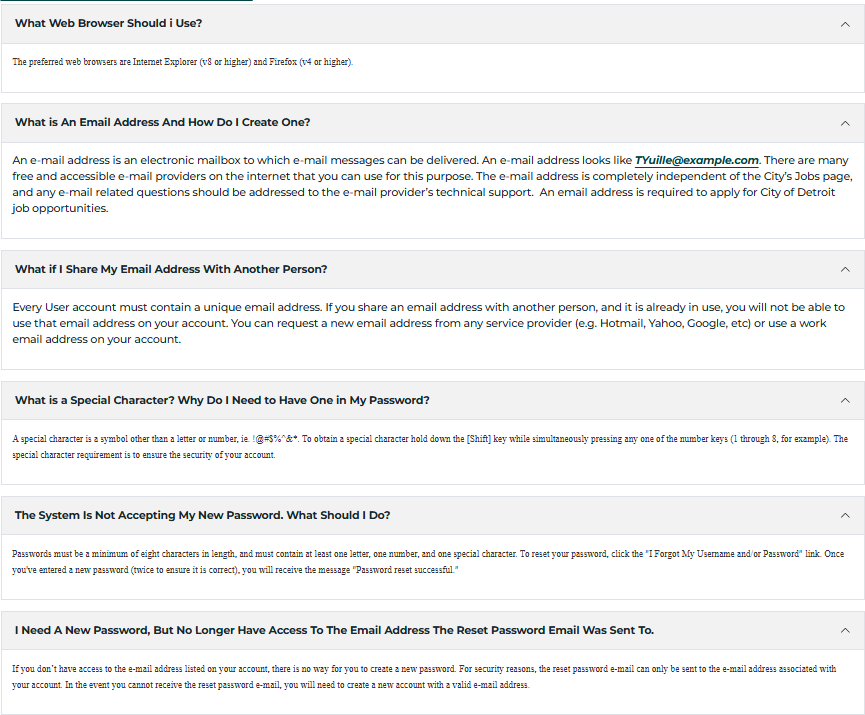 What Web Browser Should i Use?
The preferred web browsers are Internet Explorer (v8 or higher) and Firefox (v4 or higher).
What is An Email Address And How Do I Create One?
An e-mail address is an electronic mailbox to which e-mail messages can be delivered. An e-mail address looks like TYuille@example.com. There are many
free and accessible e-mail providers on the internet that you can use for this purpose. The e-mail address is completely independent of the City's Jobs page,
and any e-mail related questions should be addressed to the e-mail provider's technical support.  An email address is required to apply for City of Detroit
job opportunities.
What if I Share My Email Address With Another Person?
Every User account must contain a unique email address. If you share an email address with another person, and it is already in use, you will not be able to
use that email address on your account. You can request a new email address from any service provider (e.g. Hotmail, Yahoo, Google, etc) or use a work
email address on your account.
What is a Special Character? Why Do I Need to Have One in My Password?
A special character is a symbol other than a letter or number, ie. !@#$%^&*. To obtain a special character hold down the [Shift] key while simultaneously pressing any one of the number keys (1 through 8, for example). The
special character requirement is to ensure the security of your account.
The System Is Not Accepting My New Password. What Should I Do?
Passwords must be a minimum of eight characters in length, and must contain at least one letter, one number, and one special character. To reset your password, click the "I Forgot My Username and/or Password" link. Once
you've entered a new password (twice to ensure it is correct), you will receive the message "Password reset successful."
I Need A New Password, But No Longer Have Access To The Email Address The Reset Password Email Was Sent To.
If you don't have access to the e-mail address listed on your account, there is no way for you to create a new password. For security reasons, the reset password e-mail can only be sent to the e-mail address associated with
your account. In the event you cannot receive the reset password e-mail, you will need to create a new account with a valid e-mail address.